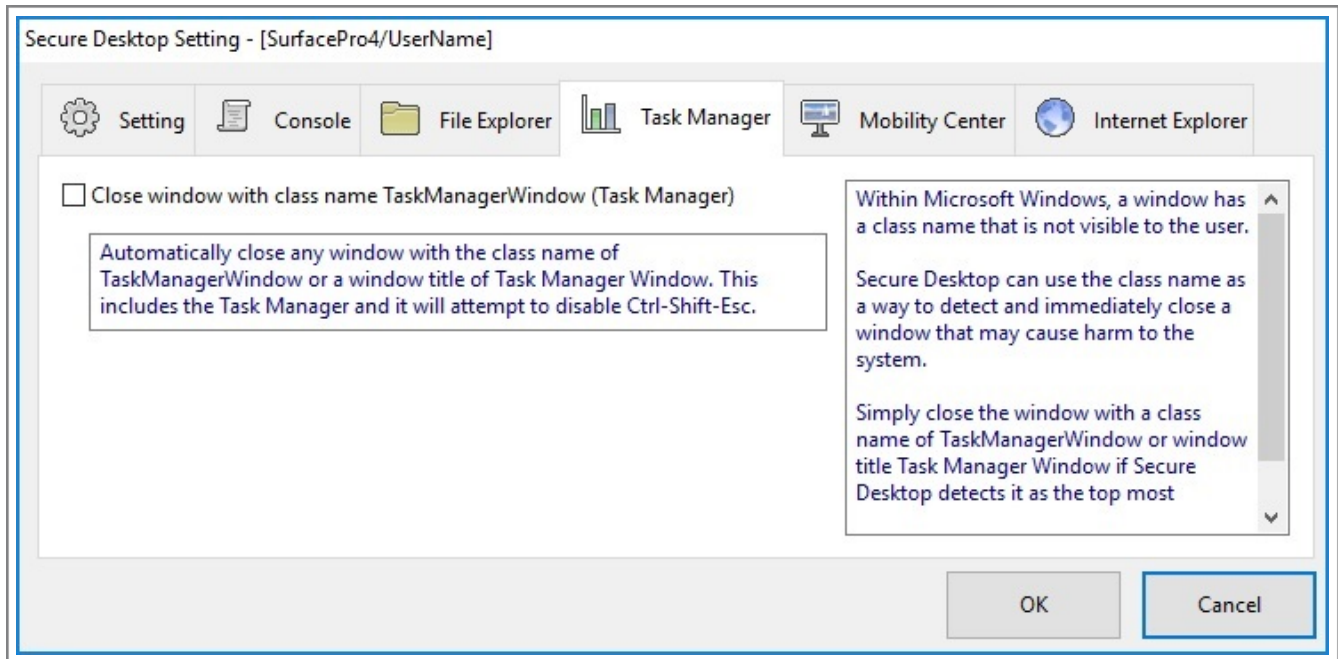 Secure Desktop Setting - [SurfacePro4/UserName]
Setting
Console
File Explorer
Task Manager
Mobility Center
Internet Explorer
Close window with class name TaskManagerWindow (Task Manager)
Automatically close any window with the class name of
TaskManagerWindow or a window title of Task Manager Window. This
includes the Task Manager and it will attempt to disable Ctrl-Shift-Esc.
Within Microsoft Windows, a window has
a class name that is not visible to the user.
Secure Desktop can use the class name as
a way to detect and immediately close a
window that may cause harm to the
system.
Simply close the window with a class
name of TaskManagerWindow or window
title Task Manager Window if Secure
Desktop detects it as the top most
OK
Cancel